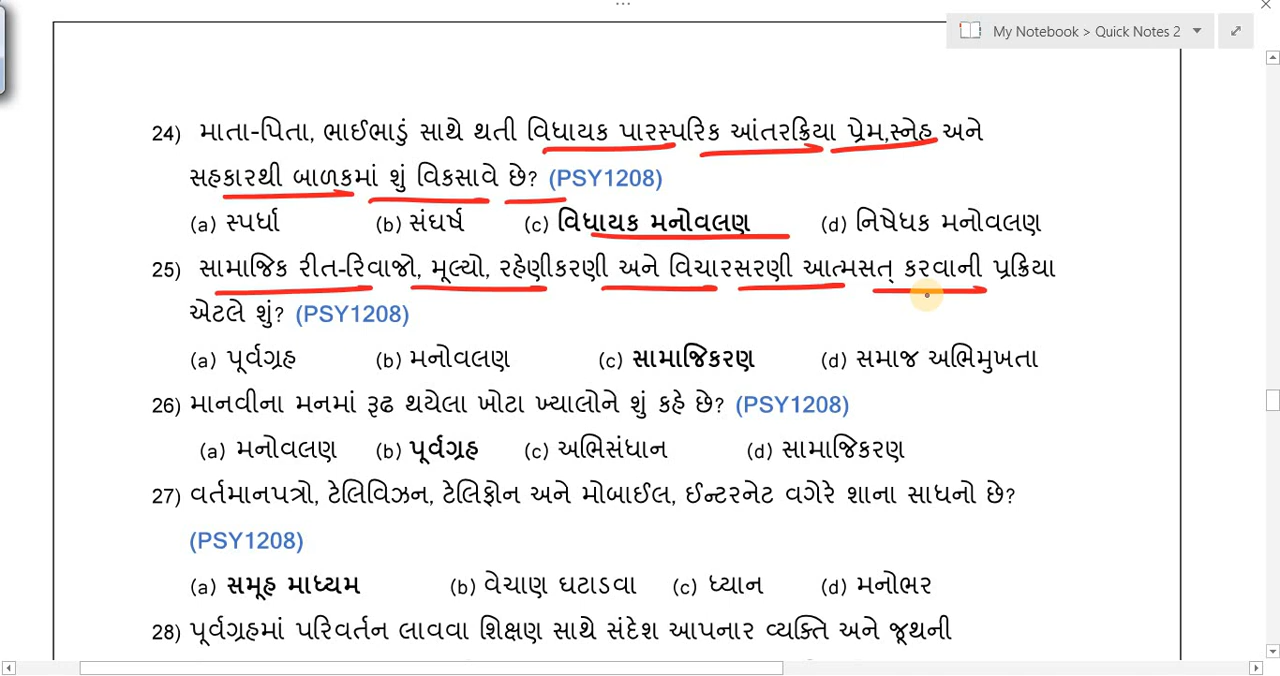 ...
My Notebook > Quick Notes 2
24) માતા-પિતા, ભાઈભાડું સાથે થતી વિધાયક પારસ્પરિક આંતરક્રિયા પ્રેમ,સ્નેહ અને
સહકારથી બાળકમાં શું વિકસાવે છે? (PSY1208)
(a) સ્પર્ધા (b) સંઘર્ષ (c) વિધાયક મનોવલણ (d) નિષેધક મનોવલણ
25) સામાજિક રીત-રિવાજો, મૂલ્યો, રહેણીકરણી અને વિચારસરણી આત્મસત્ કરવાની પ્રક્રિયા
એટલે શું? (PSY1208)
(a) પૂર્વગ્રહ (b) મનોવલણ (c) સામાજિકરણ (d) સમાજ અભિમુખતા
26) માનવીના મનમાં રૂઢ થયેલા ખોટા ખ્યાલોને શું કહે છે? (PSY1208)
(a) મનોવલણ (b) પૂર્વગ્રહ (c) અભિસંધાન (d) સામાજિકરણ
27) વર્તમાનપત્રો, ટેલિવિઝન, ટેલિફોન અને મોબાઈલ, ઈન્ટરનેટ વગેરે શાના સાધનો છે?
(PSY1208)
(a) સમૂહ માધ્યમ (b) વેચાણ ઘટાડવા (c) ધ્યાન (d) મનોભર
28) પૂર્વગ્રહમાં પરિવર્તન લાવવા શિક્ષણ સાથે સંદેશ આપનાર વ્યક્તિ અને જૂથની